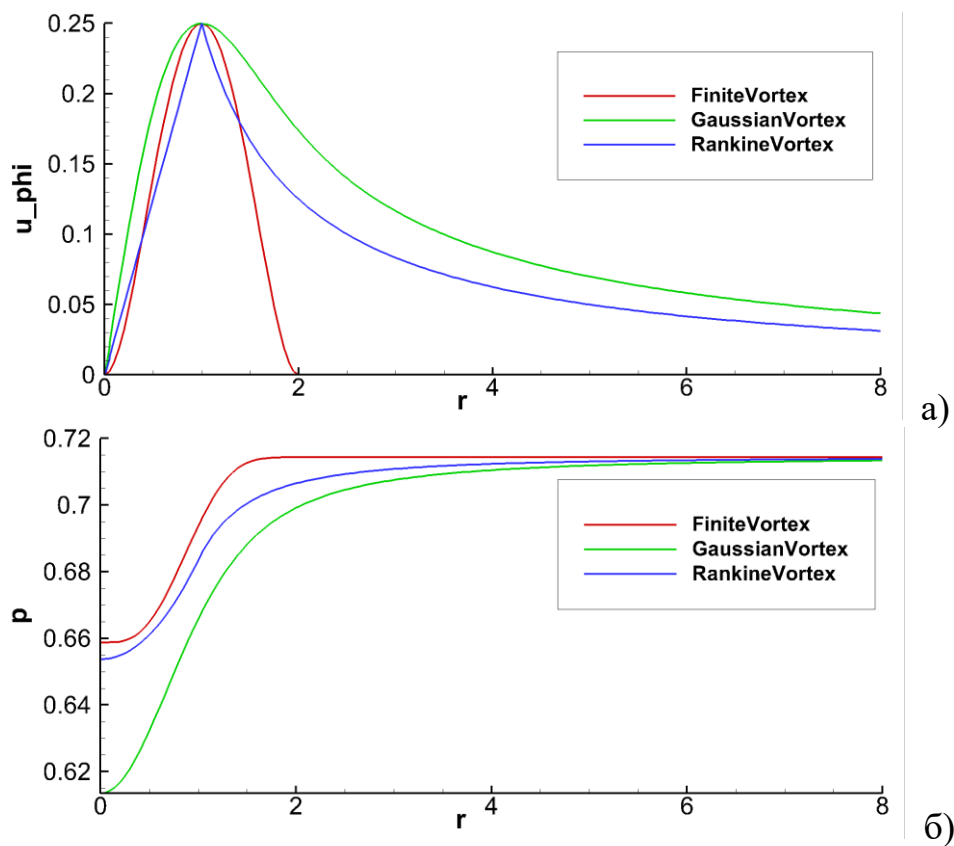 0.25
0.2
0.15
0.1
0.05
0
u_phi
FiniteVortex
GaussianVortex
RankineVortex
0 2 4 6 8
r
а)
0.72
0.7
0.68
0.66
0.64
0.62
p
FiniteVortex
GaussianVortex
RankineVortex
0 2 4 6 8
r
б)